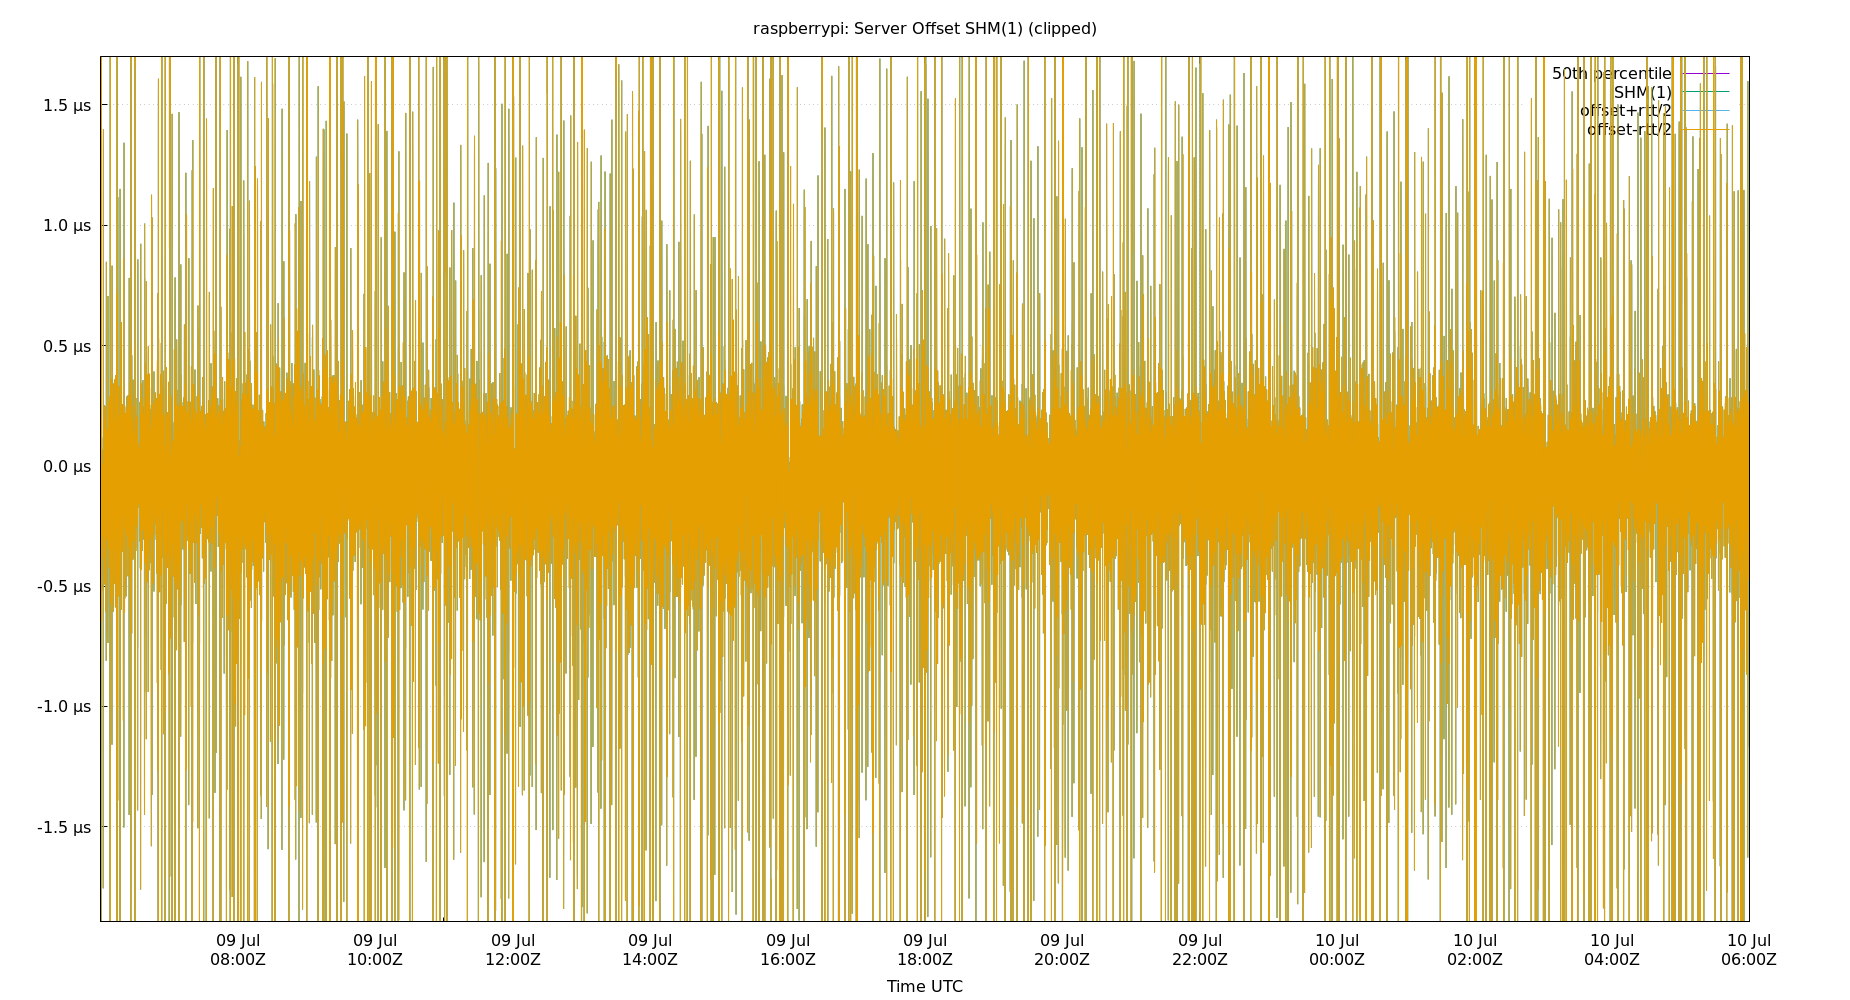 raspberrypi: Server Offset SHM(1) (clipped)
50th percentile
SHM(1)
offset+rtt/2
offset-rtt/2
1.5 µs
1.0 µs
0.5 µs
0.0 µs
-0.5 µs
-1.0 µs
-1.5 µs
09 Jul 09 Jul 09 Jul 09 Jul 09 Jul 09 Jul 09 Jul 09 Jul 10 Jul 10 Jul 10 Jul 10 Jul
08:00Z 10:00Z 12:00Z 14:00Z 16:00Z 18:00Z 20:00Z 22:00Z 00:00Z 02:00Z 04:00Z 06:00Z
Time UTC